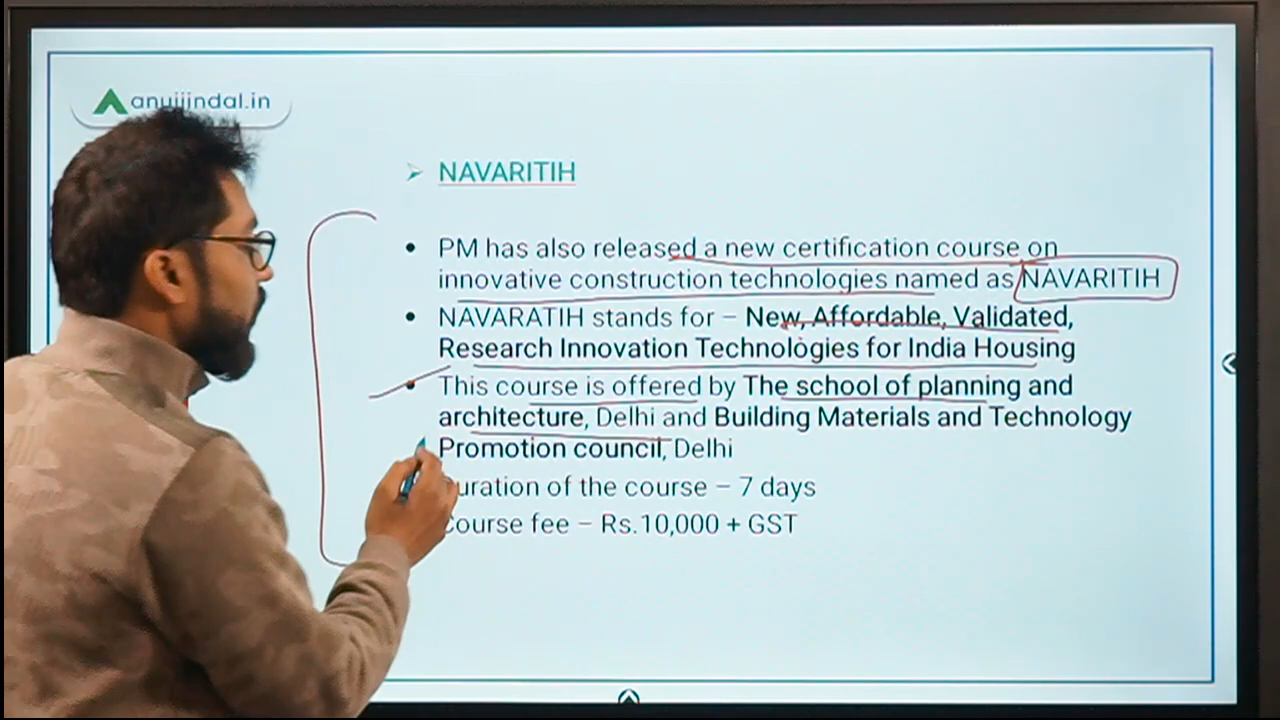 anujjindal.in
NAVARITIH
PM has also released a new certification course on
innovative construction technologies named as NAVARITIH
NAVARATIH stands for – New, Affordable, Validated,
Research Innovation Technologies for India Housing
This course is offered by The school of planning and
architecture, Delhi and Building Materials and Technology
Promotion council, Delhi
of the course – 7 days
fee – Rs.10,000 + GST